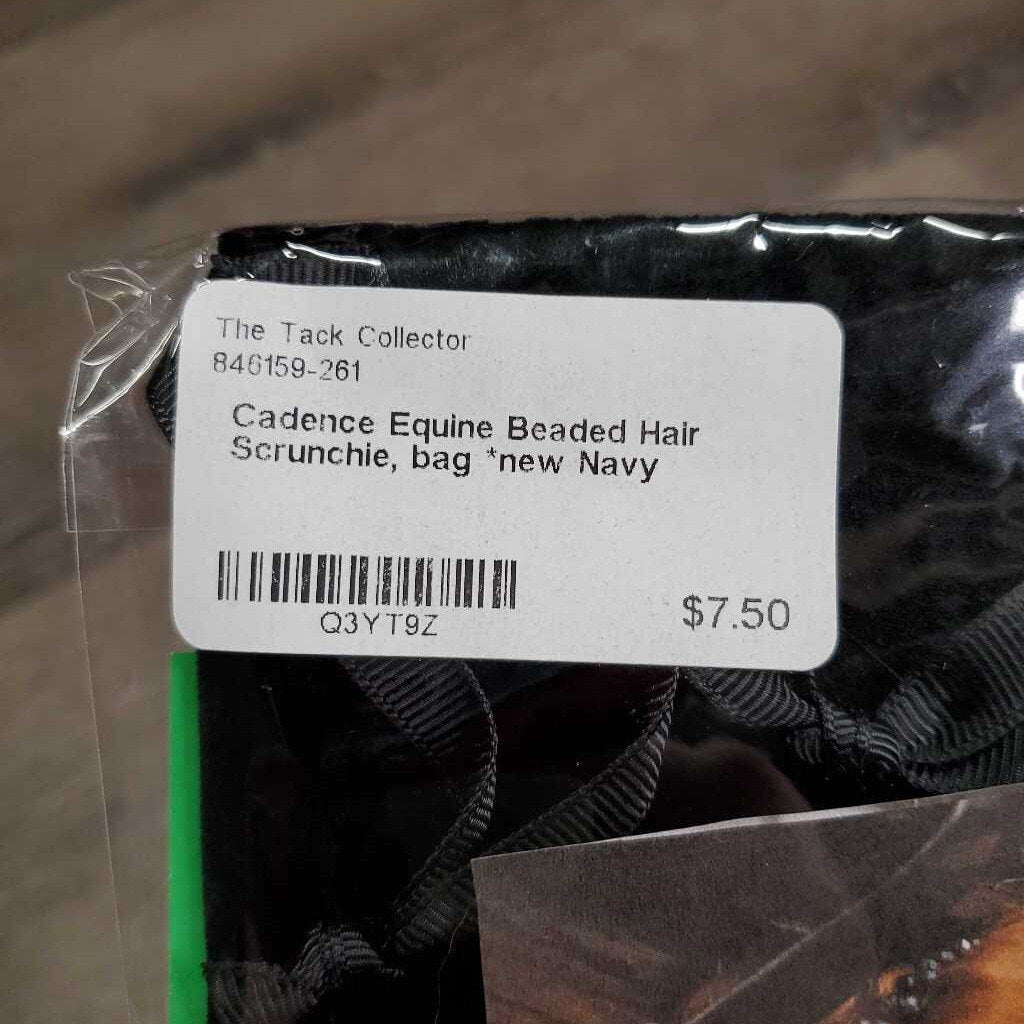 The Tack Collector
846159-261
Cadence Equine Beaded Hair
Scrunchie, bag *new Navy
Q3YT9Z
$7.50